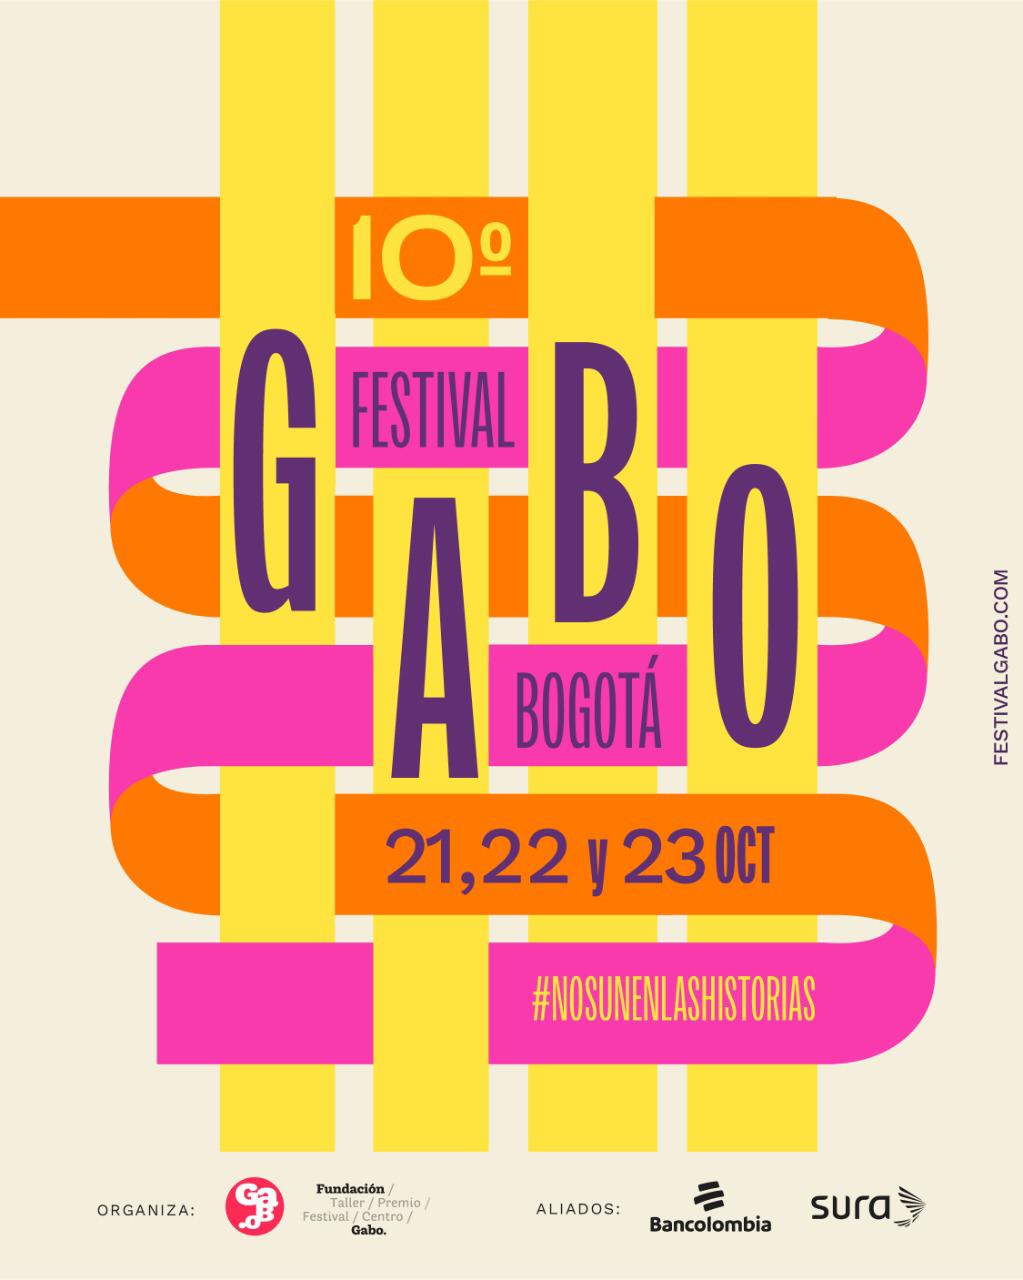 10º
FESTIVAL
GABO
BOGOTÁ
21,22 y 23 OCT
#NOSUNENLASHISTORIAS
FESTIVALGABO.COM
ORGANIZA:
GaBo.
Fundación /
Taller / Premio /
Festival / Centro /
Gabo.
ALIADOS:
Bancolombia
sura